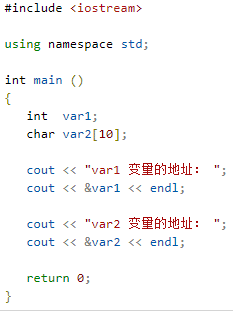 #include <iostream>

using namespace std;

int main ()
{
   int  var1;
   char var2[10];

   cout << "var1 变量的地址： ";
   cout << &var1 << endl;

   cout << "var2 变量的地址： ";
   cout << &var2 << endl;

   return 0;
}